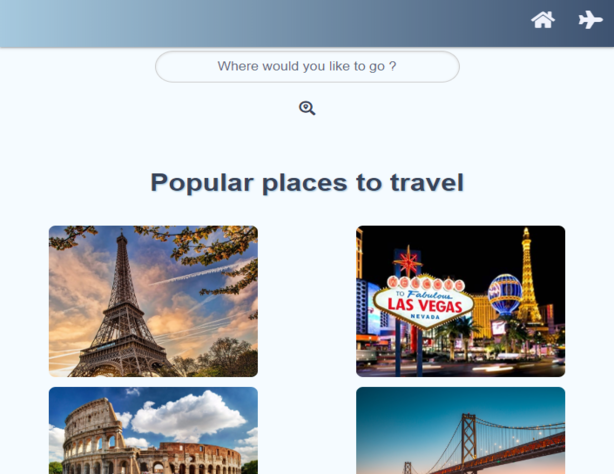 Where would you like to go ?
Popular places to travel
WELCOME
TO Fabulous
LAS VEGAS
NEVADA